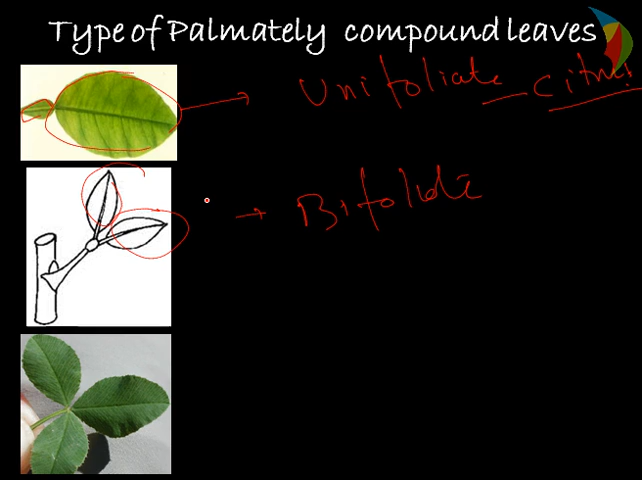 Type of Palmately compound leaves
Unifoliate — Citrus
Bifoliate